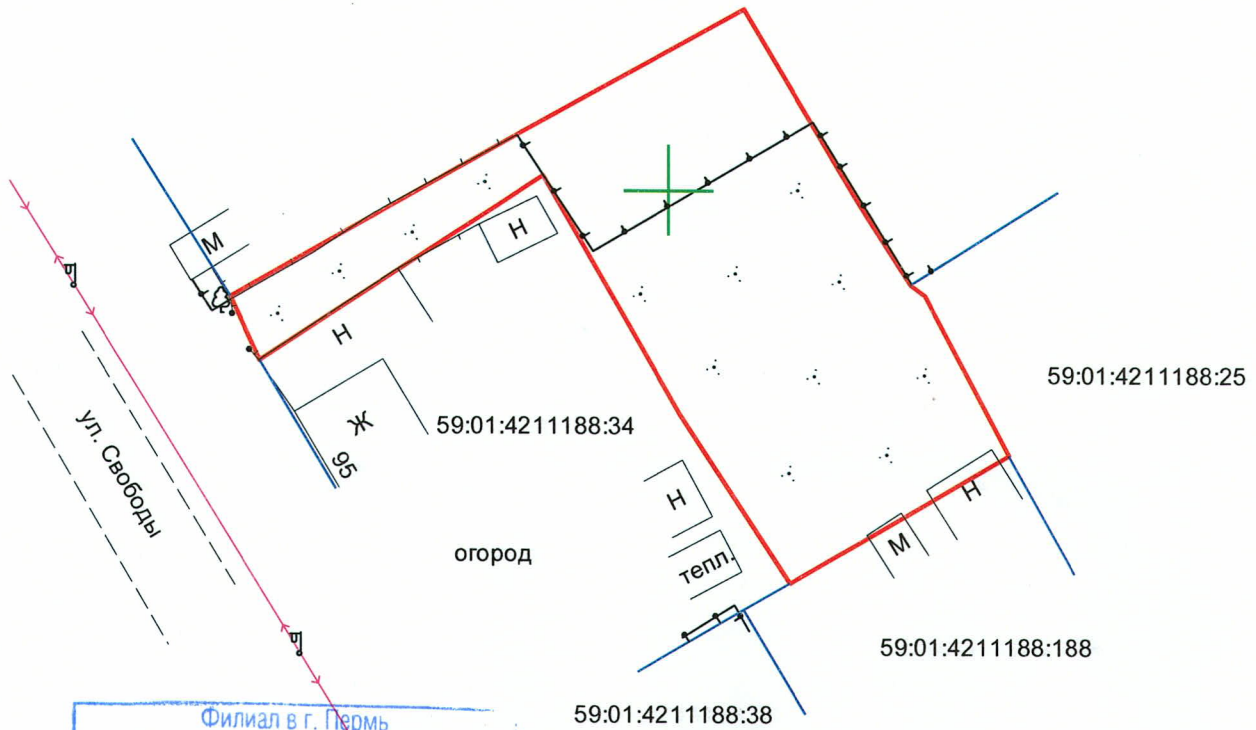 М
Н
Н
59:01:4211188:25
Ж
59:01:4211188:34
95
ул. Свободы
Н
Н
М
огород
тепл.
59:01:4211188:188
59:01:4211188:38
Филиал в г. Пермь